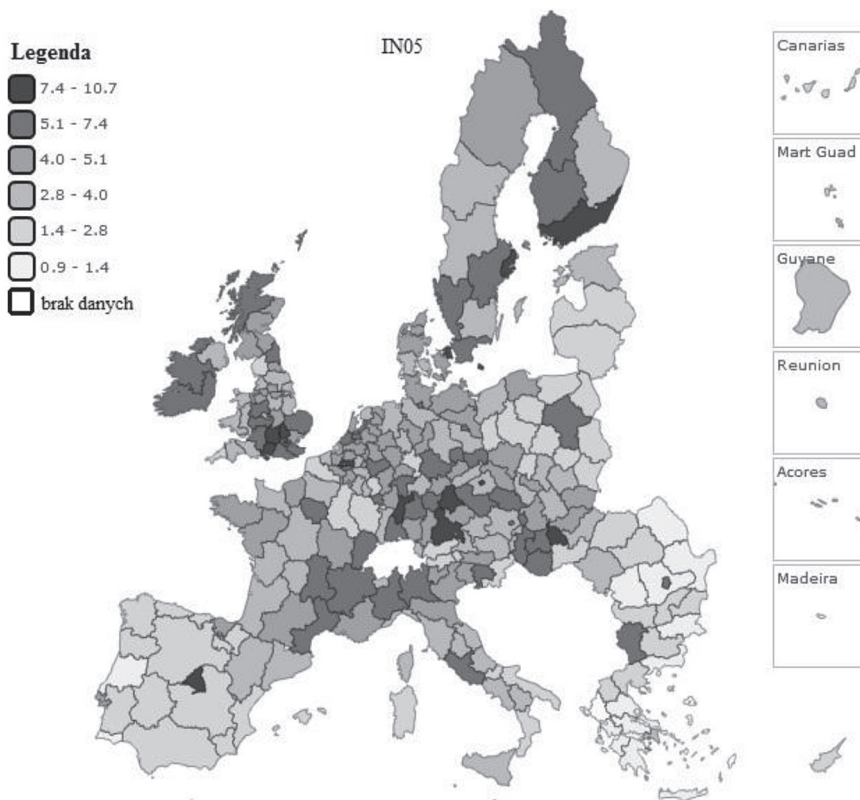 IN05
Legenda
7.4 - 10.7
5.1 - 7.4
4.0 - 5.1
2.8 - 4.0
1.4 - 2.8
0.9 - 1.4
brak danych
Canarias
Mart Guad
Guyane
Reunion
Acores
Madeira